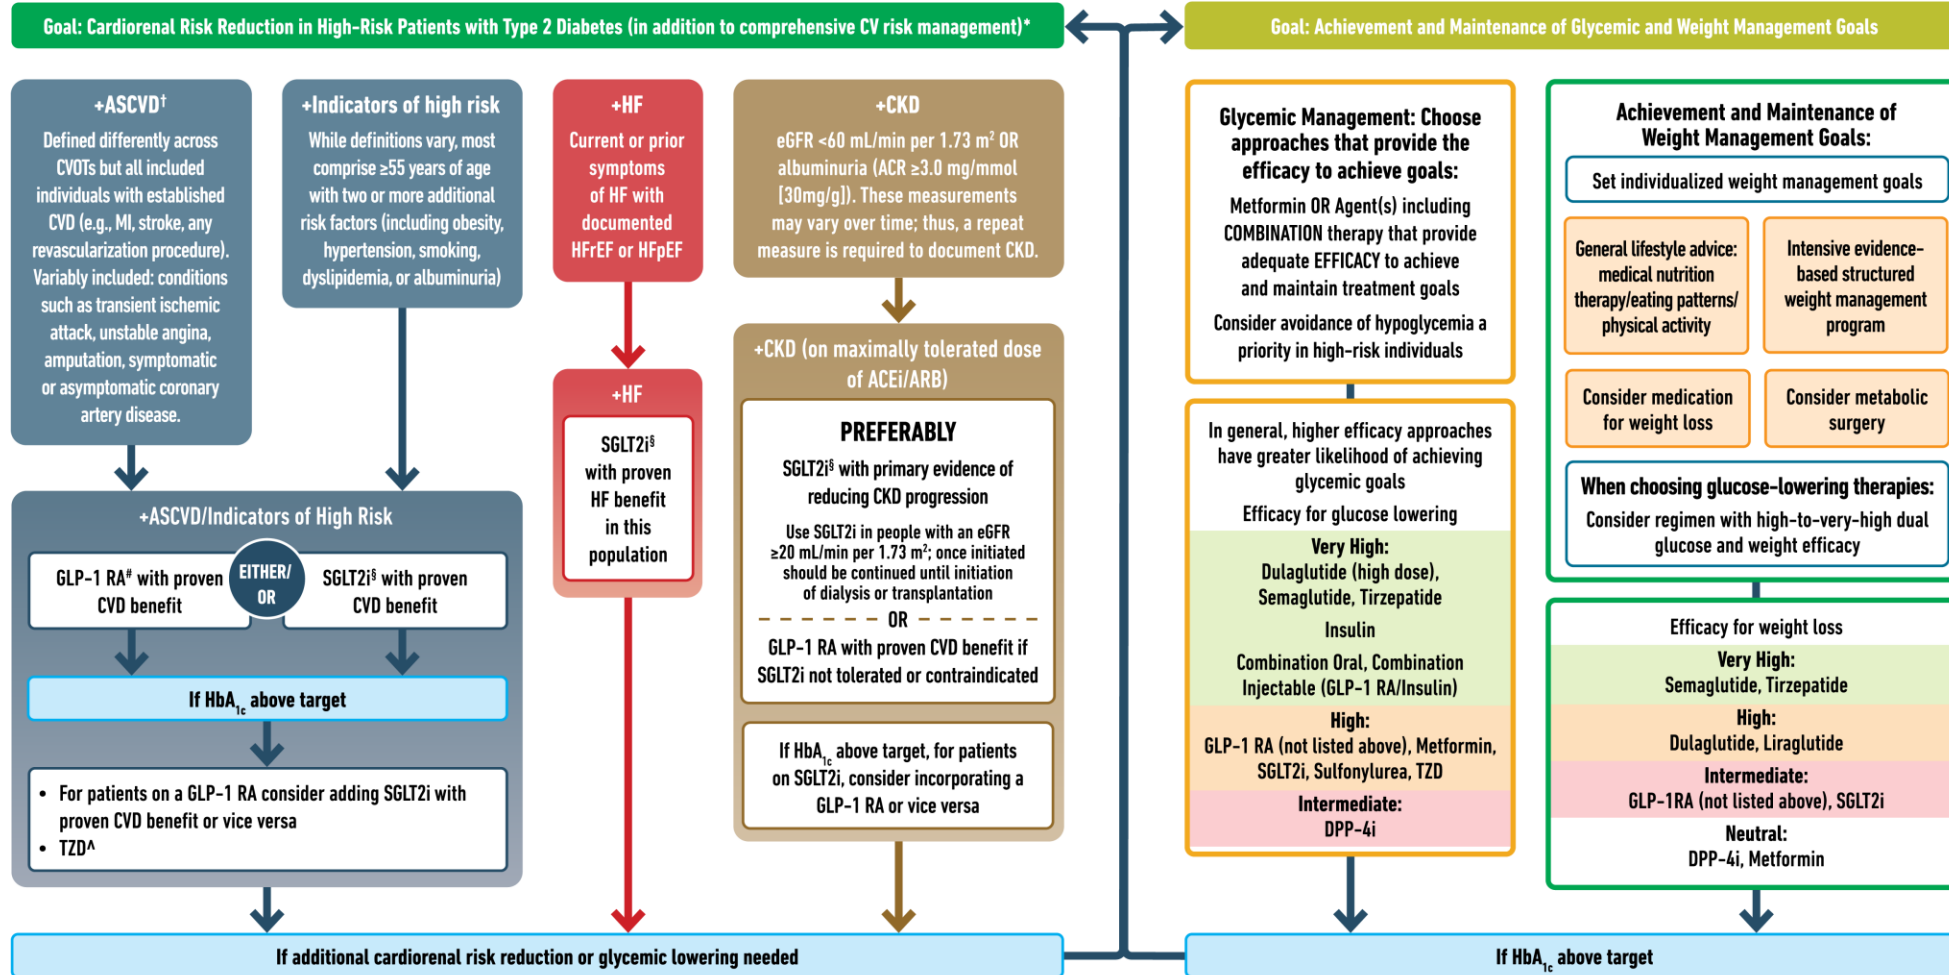 Goal: Cardiorenal Risk Reduction in High-Risk Patients with Type 2 Diabetes (in addition to comprehensive CV risk management)*
+ASCVD†
Defined differently across
CVOTs but all included
individuals with established
CVD (e.g., MI, stroke, any
revascularization procedure).
Variably included: conditions
such as transient ischemic
attack, unstable angina,
amputation, symptomatic
or asymptomatic coronary
artery disease.
+Indicators of high risk
While definitions vary, most
comprise ≥55 years of age
with two or more additional
risk factors (including obesity,
hypertension, smoking,
dyslipidemia, or albuminuria)
+HF
Current or prior
symptoms
of HF with
documented
HFrEF or HFpEF
+CKD
eGFR <60 mL/min per 1.73 m² OR
albuminuria (ACR ≥3.0 mg/mmol
[30mg/g]). These measurements
may vary over time; thus, a repeat
measure is required to document CKD.
+ASCVD/Indicators of High Risk
GLP-1 RA# with proven
CVD benefit
EITHER/
OR
SGLT2i§ with proven
CVD benefit
If HbA1c above target
• For patients on a GLP-1 RA consider adding SGLT2i with
proven CVD benefit or vice versa
• TZD^
+HF
SGLT2i§
with proven
HF benefit
in this
population
+CKD (on maximally tolerated dose
of ACEi/ARB)
PREFERABLY
SGLT2i§ with primary evidence of
reducing CKD progression
Use SGLT2i in people with an eGFR
≥20 mL/min per 1.73 m²; once initiated
should be continued until initiation
of dialysis or transplantation
OR
GLP-1 RA with proven CVD benefit if
SGLT2i not tolerated or contraindicated
If HbA1c above target, for patients
on SGLT2i, consider incorporating a
GLP-1 RA or vice versa
If additional cardiorenal risk reduction or glycemic lowering needed
Goal: Achievement and Maintenance of Glycemic and Weight Management Goals
Glycemic Management: Choose
approaches that provide the
efficacy to achieve goals:
Metformin OR Agent(s) including
COMBINATION therapy that provide
adequate EFFICACY to achieve
and maintain treatment goals
Consider avoidance of hypoglycemia a
priority in high-risk individuals
In general, higher efficacy approaches
have greater likelihood of achieving
glycemic goals
Efficacy for glucose lowering
Very High:
Dulaglutide (high dose),
Semaglutide, Tirzepatide
Insulin
Combination Oral, Combination
Injectable (GLP-1 RA/Insulin)
High:
GLP-1 RA (not listed above), Metformin,
SGLT2i, Sulfonylurea, TZD
Intermediate:
DPP-4i
Achievement and Maintenance of
Weight Management Goals:
Set individualized weight management goals
General lifestyle advice:
medical nutrition
therapy/eating patterns/
physical activity
Intensive evidence-
based structured
weight management
program
Consider medication
for weight loss
Consider metabolic
surgery
When choosing glucose-lowering therapies:
Consider regimen with high-to-very-high dual
glucose and weight efficacy
Efficacy for weight loss
Very High:
Semaglutide, Tirzepatide
High:
Dulaglutide, Liraglutide
Intermediate:
GLP-1RA (not listed above), SGLT2i
Neutral:
DPP-4i, Metformin
If HbA1c above target